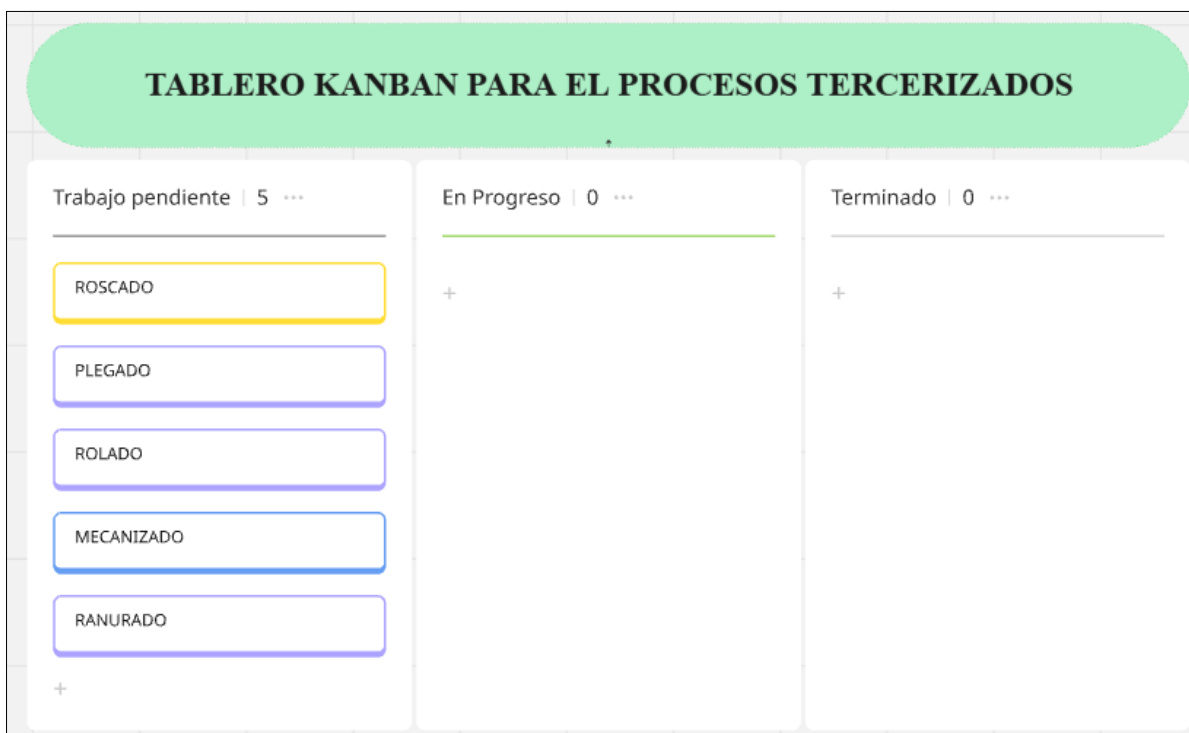 TABLERO KANBAN PARA EL PROCESOS TERCERIZADOS
Trabajo pendiente | 5 ···
ROSCADO
PLEGADO
ROLADO
MECANIZADO
RANURADO
+
En Progreso | 0 ···
+
Terminado | 0 ···
+